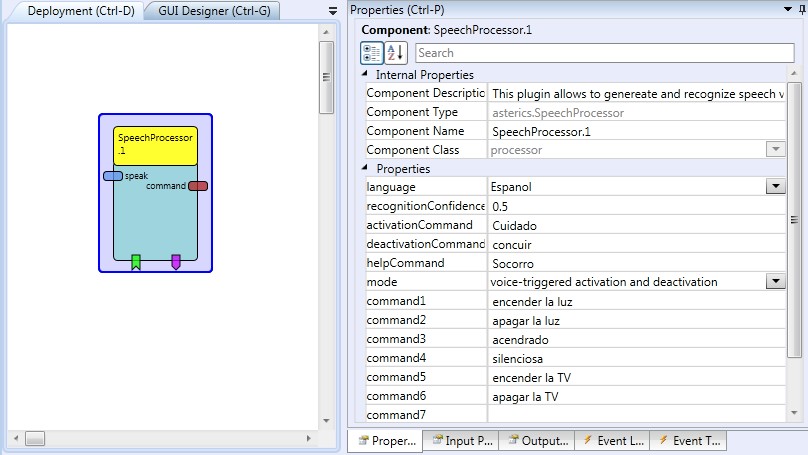 Deployment (Ctrl-D)
GUI Designer (Ctrl-G)
SpeechProcessor
.1
speak
command
Properties (Ctrl-P)
Component: SpeechProcessor.1
A
Z
Search
Internal Properties
Component Descriptio This plugin allows to genereate and recognize speech v
Component Type asterics.SpeechProcessor
Component Name SpeechProcessor.1
Component Class processor
Properties
language Espanol
recognitionConfidence 0.5
activationCommand Cuidado
deactivationCommand concuir
helpCommand Socorro
mode voice-triggered activation and deactivation
command1 encender la luz
command2 apagar la luz
command3 acendrado
command4 silenciosa
command5 encender la TV
command6 apagar la TV
command7
Proper... Input P... Output... Event L... Event T...